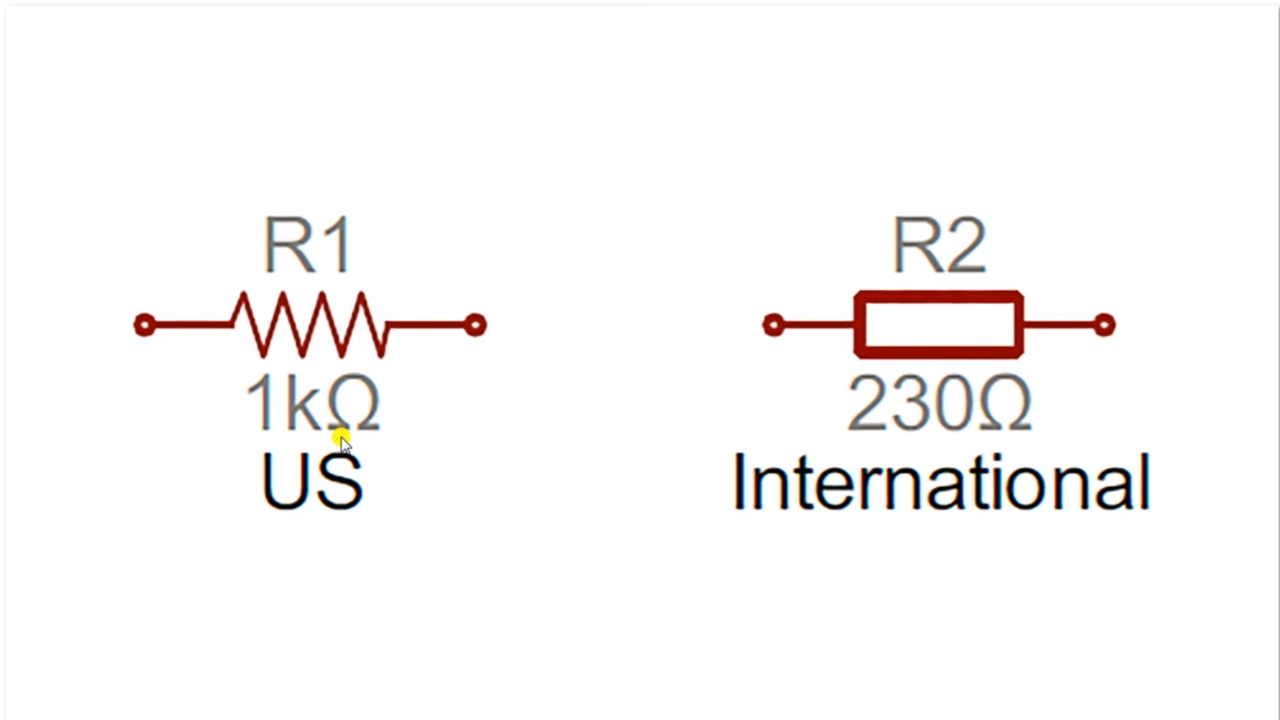 R1
1kΩ
US
R2
230Ω
International